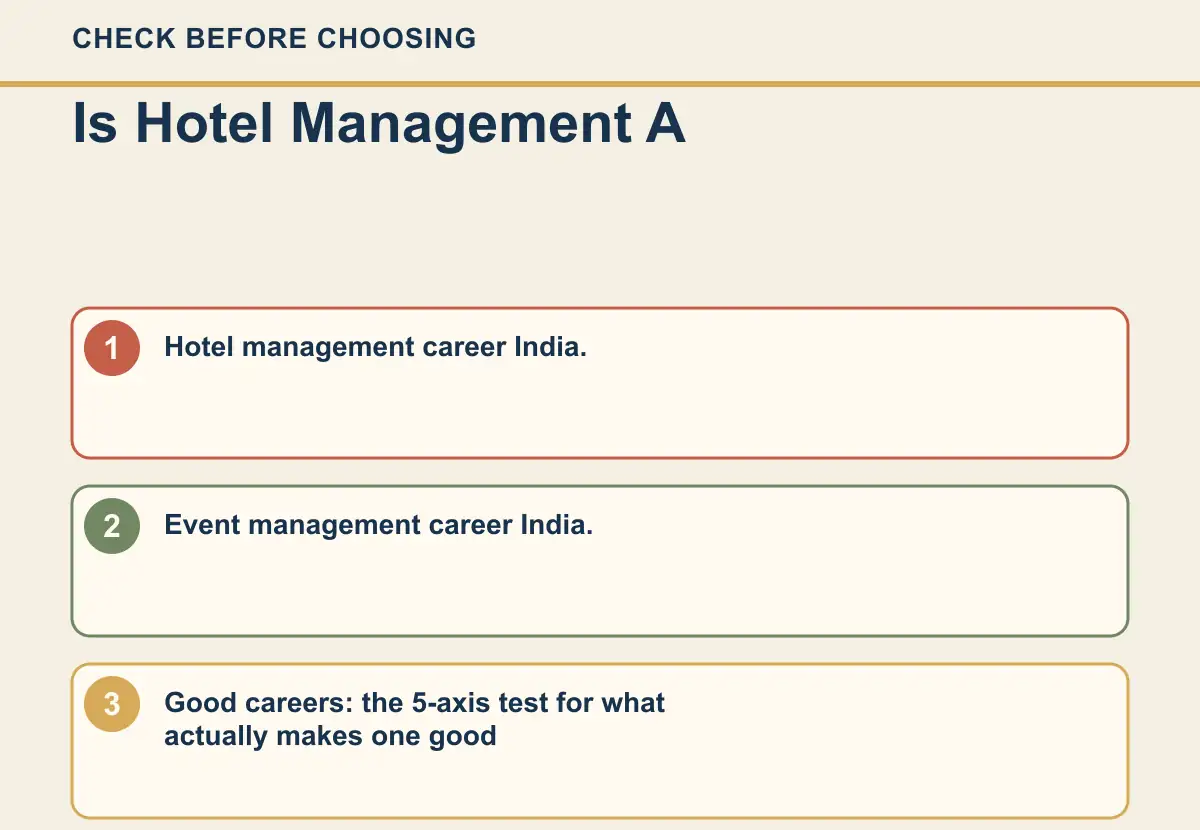 CHECK BEFORE CHOOSING
Is Hotel Management A
1
Hotel management career India.
2
Event management career India.
3
Good careers: the 5-axis test for what
actually makes one good